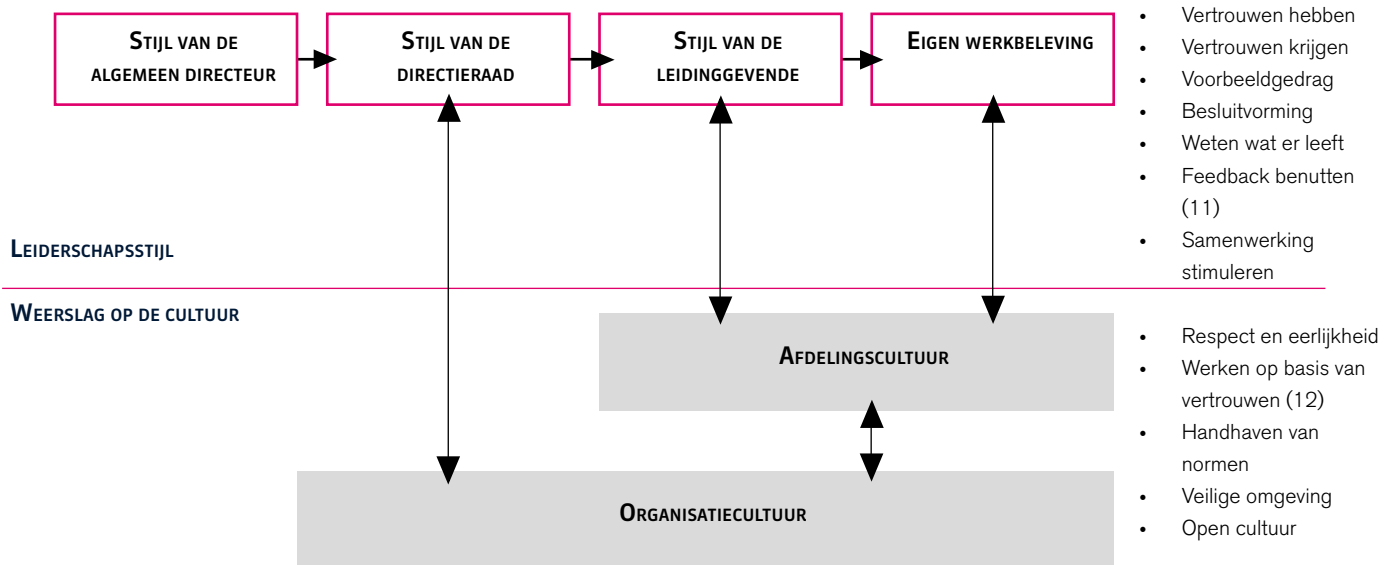 Stijl van de
algemeen directeur
Stijl van de
directieraad
Stijl van de
leidinggevende
Eigen werkbeleving
• Vertrouwen hebben
• Vertrouwen krijgen
• Voorbeeldgedrag
• Besluitvorming
• Weten wat er leeft
• Feedback benutten
(11)
• Samenwerking
stimuleren
Leiderschapsstijl
Weerslag op de cultuur
Afdelingscultuur
Organisatiecultuur
• Respect en eerlijkheid
• Werken op basis van
vertrouwen (12)
• Handhaven van
normen
• Veilige omgeving
• Open cultuur